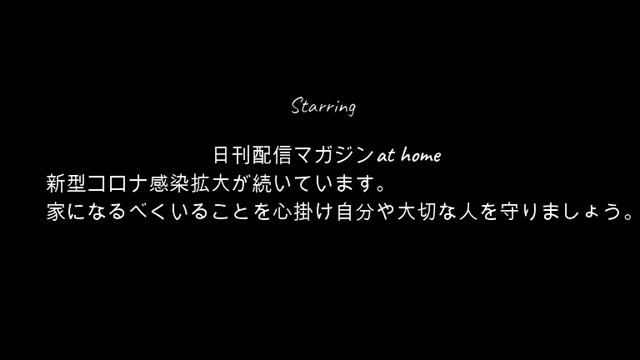 Starring
日刊配信マガジンat home
新型コロナ感染拡大が続いています。
家になるべくいることを心掛け自分や大切な人を守りましょう。